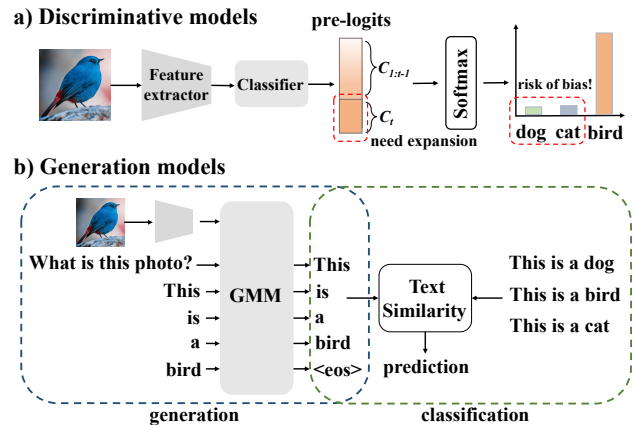 a) Discriminative models
pre-logits
Feature
extractor
Classifier
C1:t-1
Ct
need expansion
Softmax
risk of bias!
dog cat bird
b) Generation models
What is this photo?
This
is
a
bird
GMM
This
is
a
bird
<eos>
Text
Similarity
prediction
This is a dog
This is a bird
This is a cat
generation
classification